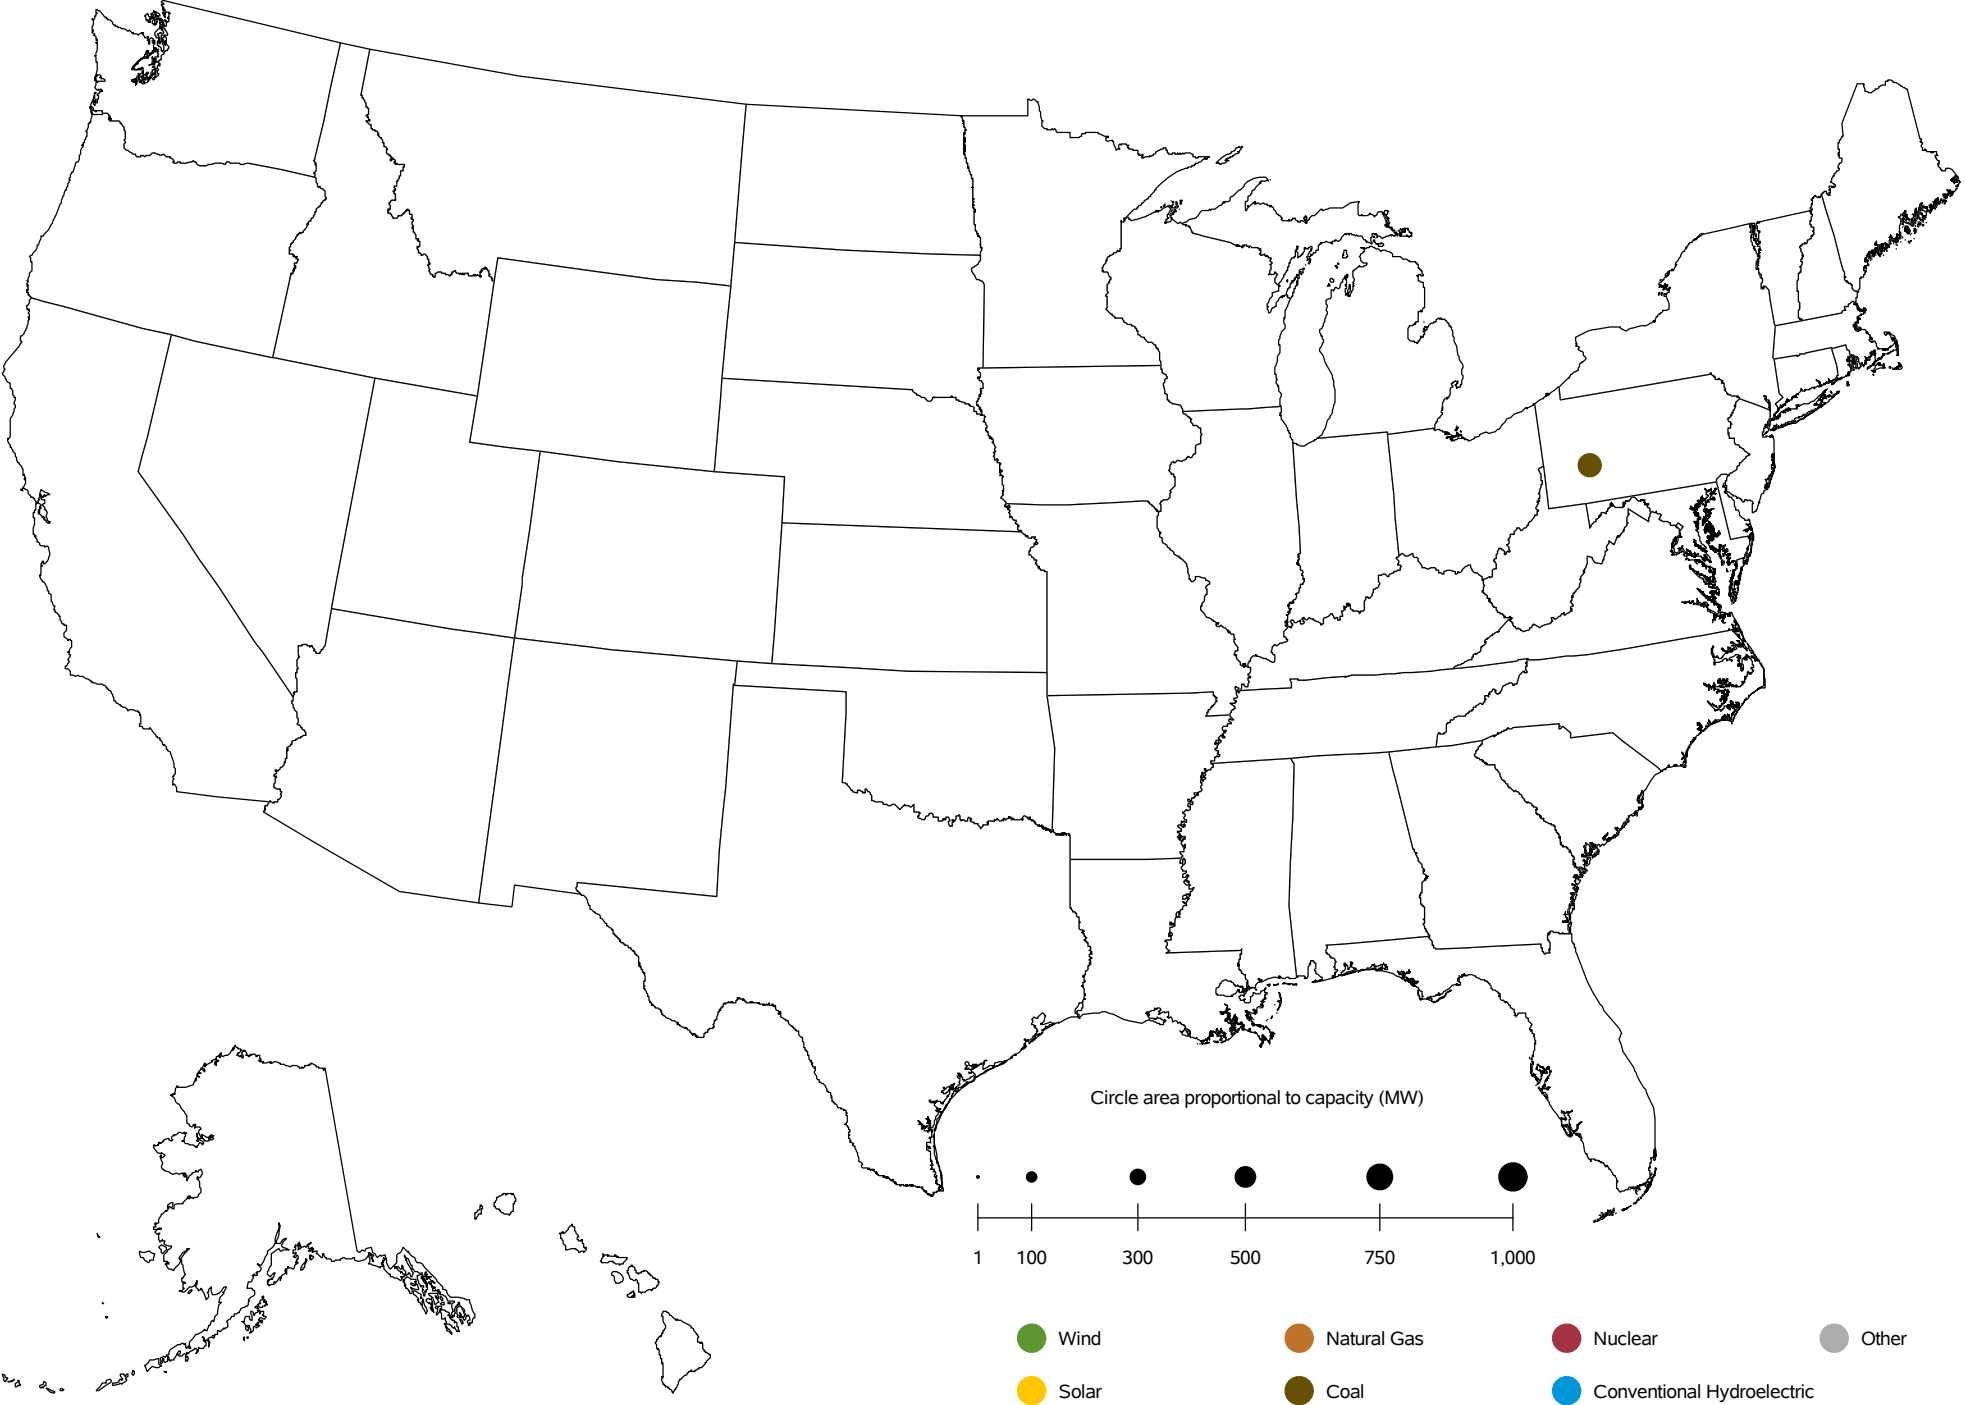 Circle area proportional to capacity (MW)
1 100 300 500 750 1,000
Wind Natural Gas Nuclear Other
Solar Coal Conventional Hydroelectric